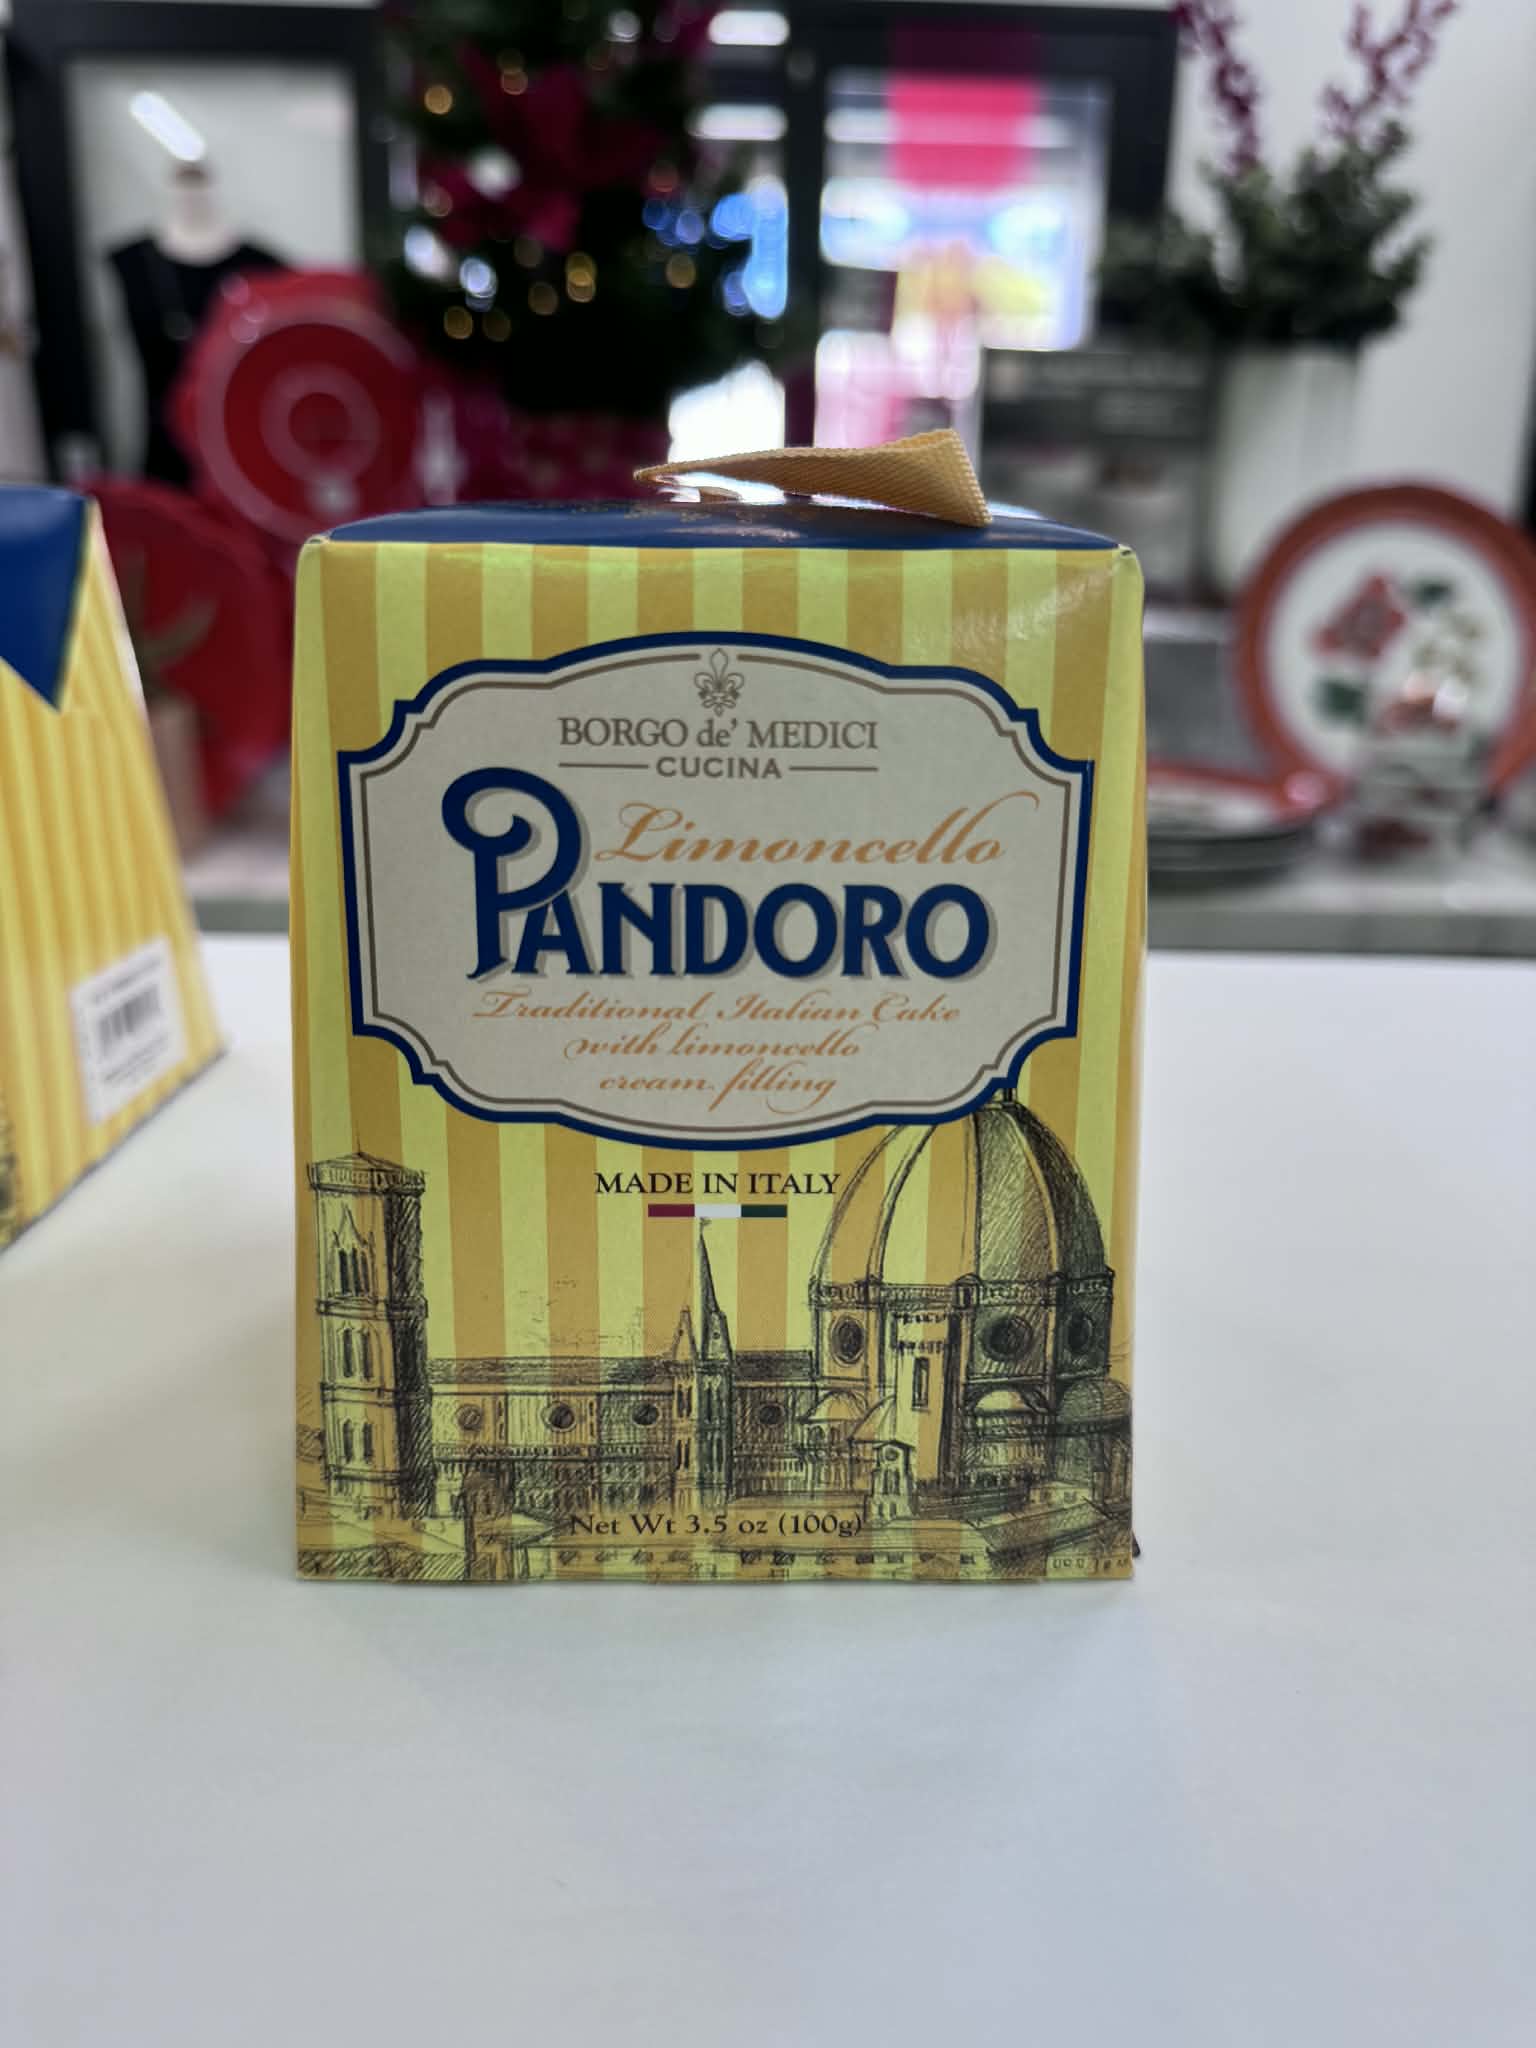 BORGO de' MEDICI
CUCINA
Limoncello
PANDORO
Traditional Italian Cake
with limoncello
cream filling
MADE IN ITALY
Net Wt 3.5 oz (100g)